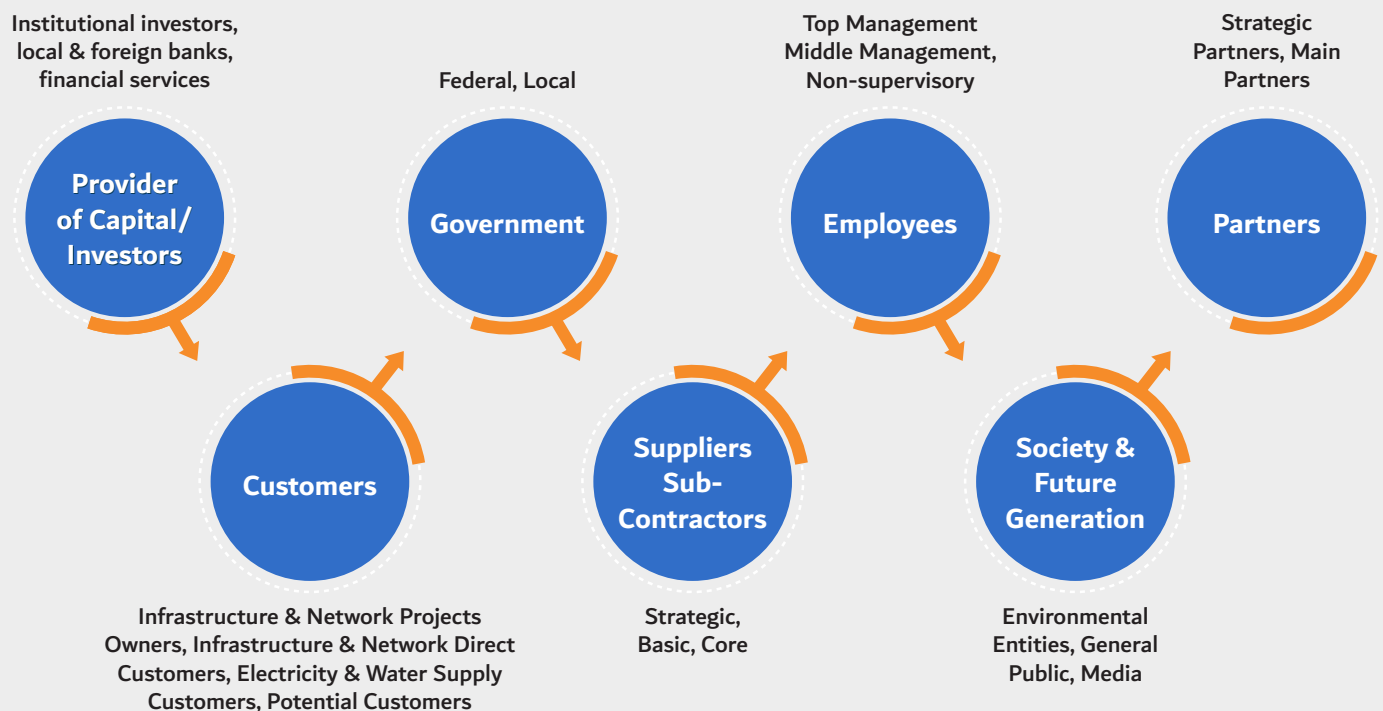 Institutional investors,
local & foreign banks,
financial services
Provider
of Capital/
Investors
Infrastructure & Network Projects
Owners, Infrastructure & Network Direct
Customers, Electricity & Water Supply
Customers, Potential Customers
Customers
Federal, Local
Government
Suppliers
Sub-
Contractors
Strategic,
Basic, Core
Top Management
Middle Management,
Non-supervisory
Employees
Society &
Future
Generation
Environmental
Entities, General
Public, Media
Strategic
Partners, Main
Partners
Partners